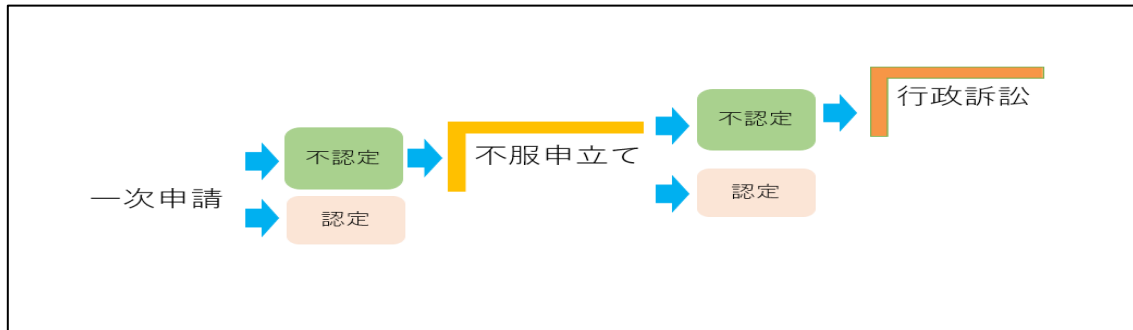 一次申請
不認定
認定
不服申立て
不認定
認定
行政訴訟